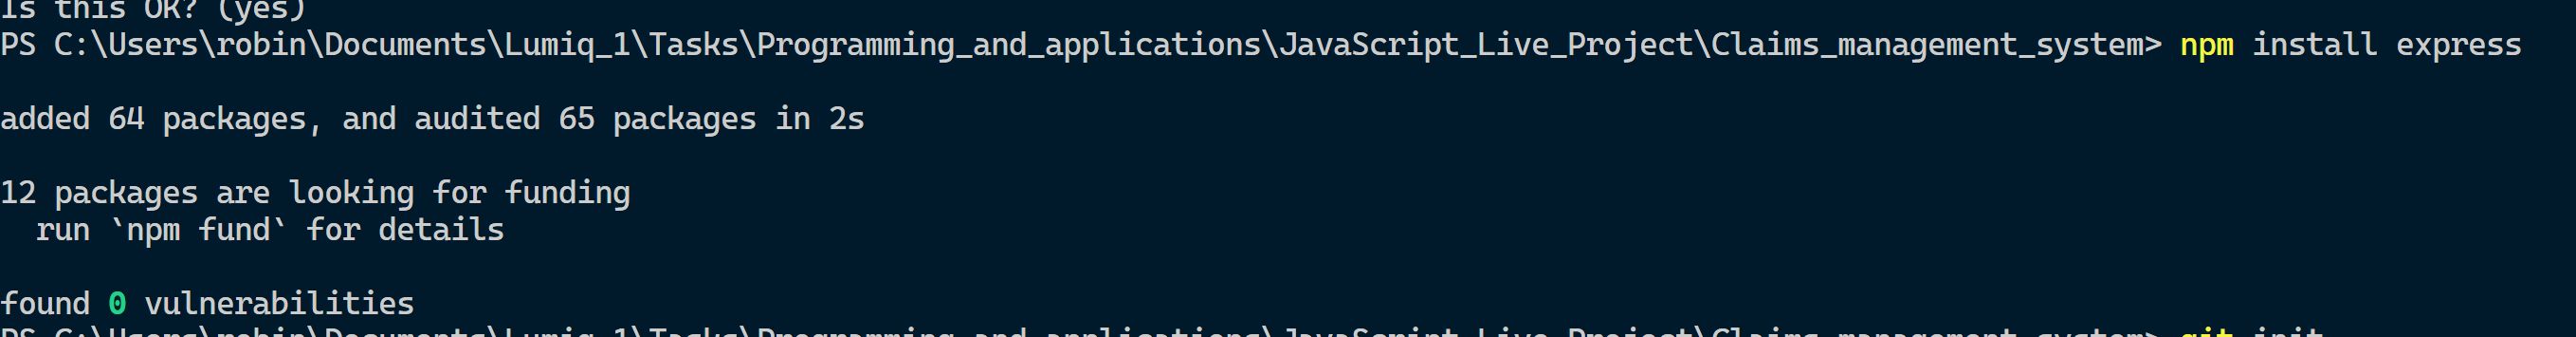 Is this OK? (yes)
PS C:\Users\robin\Documents\Lumiq_1\Tasks\Programming_and_applications\JavaScript_Live_Project\Claims_management_system> npm install express
added 64 packages, and audited 65 packages in 2s
12 packages are looking for funding
  run `npm fund` for details
found 0 vulnerabilities
PS C:\Users\robin\Documents\Lumiq_1\Tasks\Programming_and_applications\JavaScript_Live_Project\Claims_management_system> git init